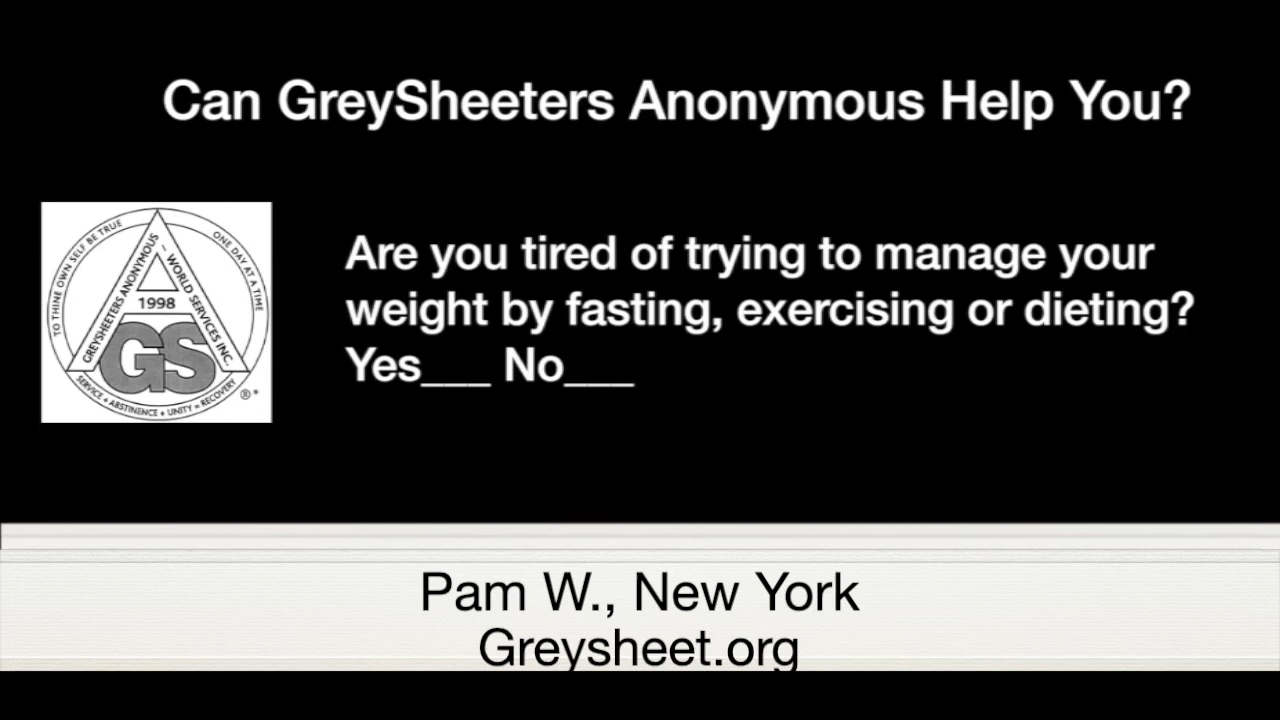 Can GreySheeters Anonymous Help You?
TO THINE OWN SELF BE TRUE
ONE DAY AT A TIME
GREYSHEETERS ANONYMOUS – WORLD SERVICES INC.
1998
GS
SERVICE + ABSTINENCE + UNITY = RECOVERY
®*
Are you tired of trying to manage your
weight by fasting, exercising or dieting?
Yes___ No___
Pam W., New York
Greysheet.org